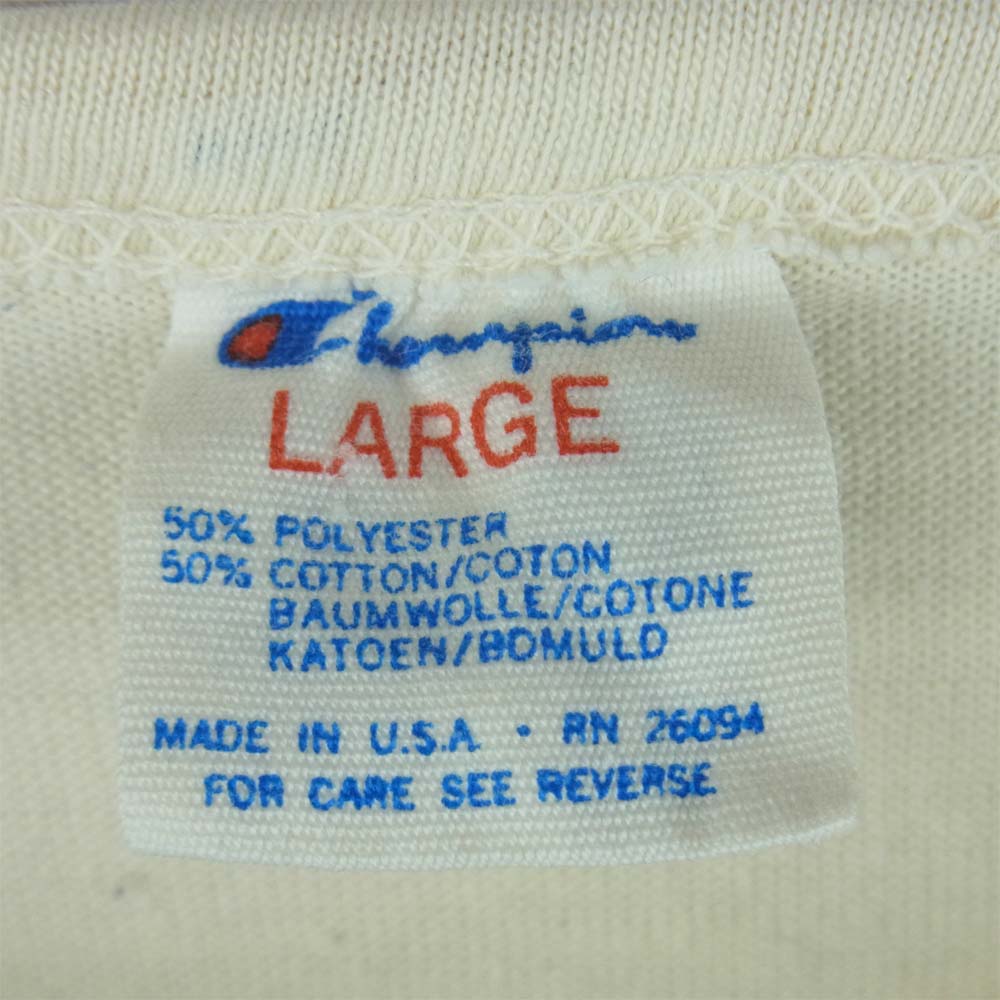 Champion
LARGE
50% POLYESTER
50% COTTON/COTON
BAUMWOLLE/COTONE
KATOEN/BOMULD
MADE IN U.S.A. · RN 26094
FOR CARE SEE REVERSE